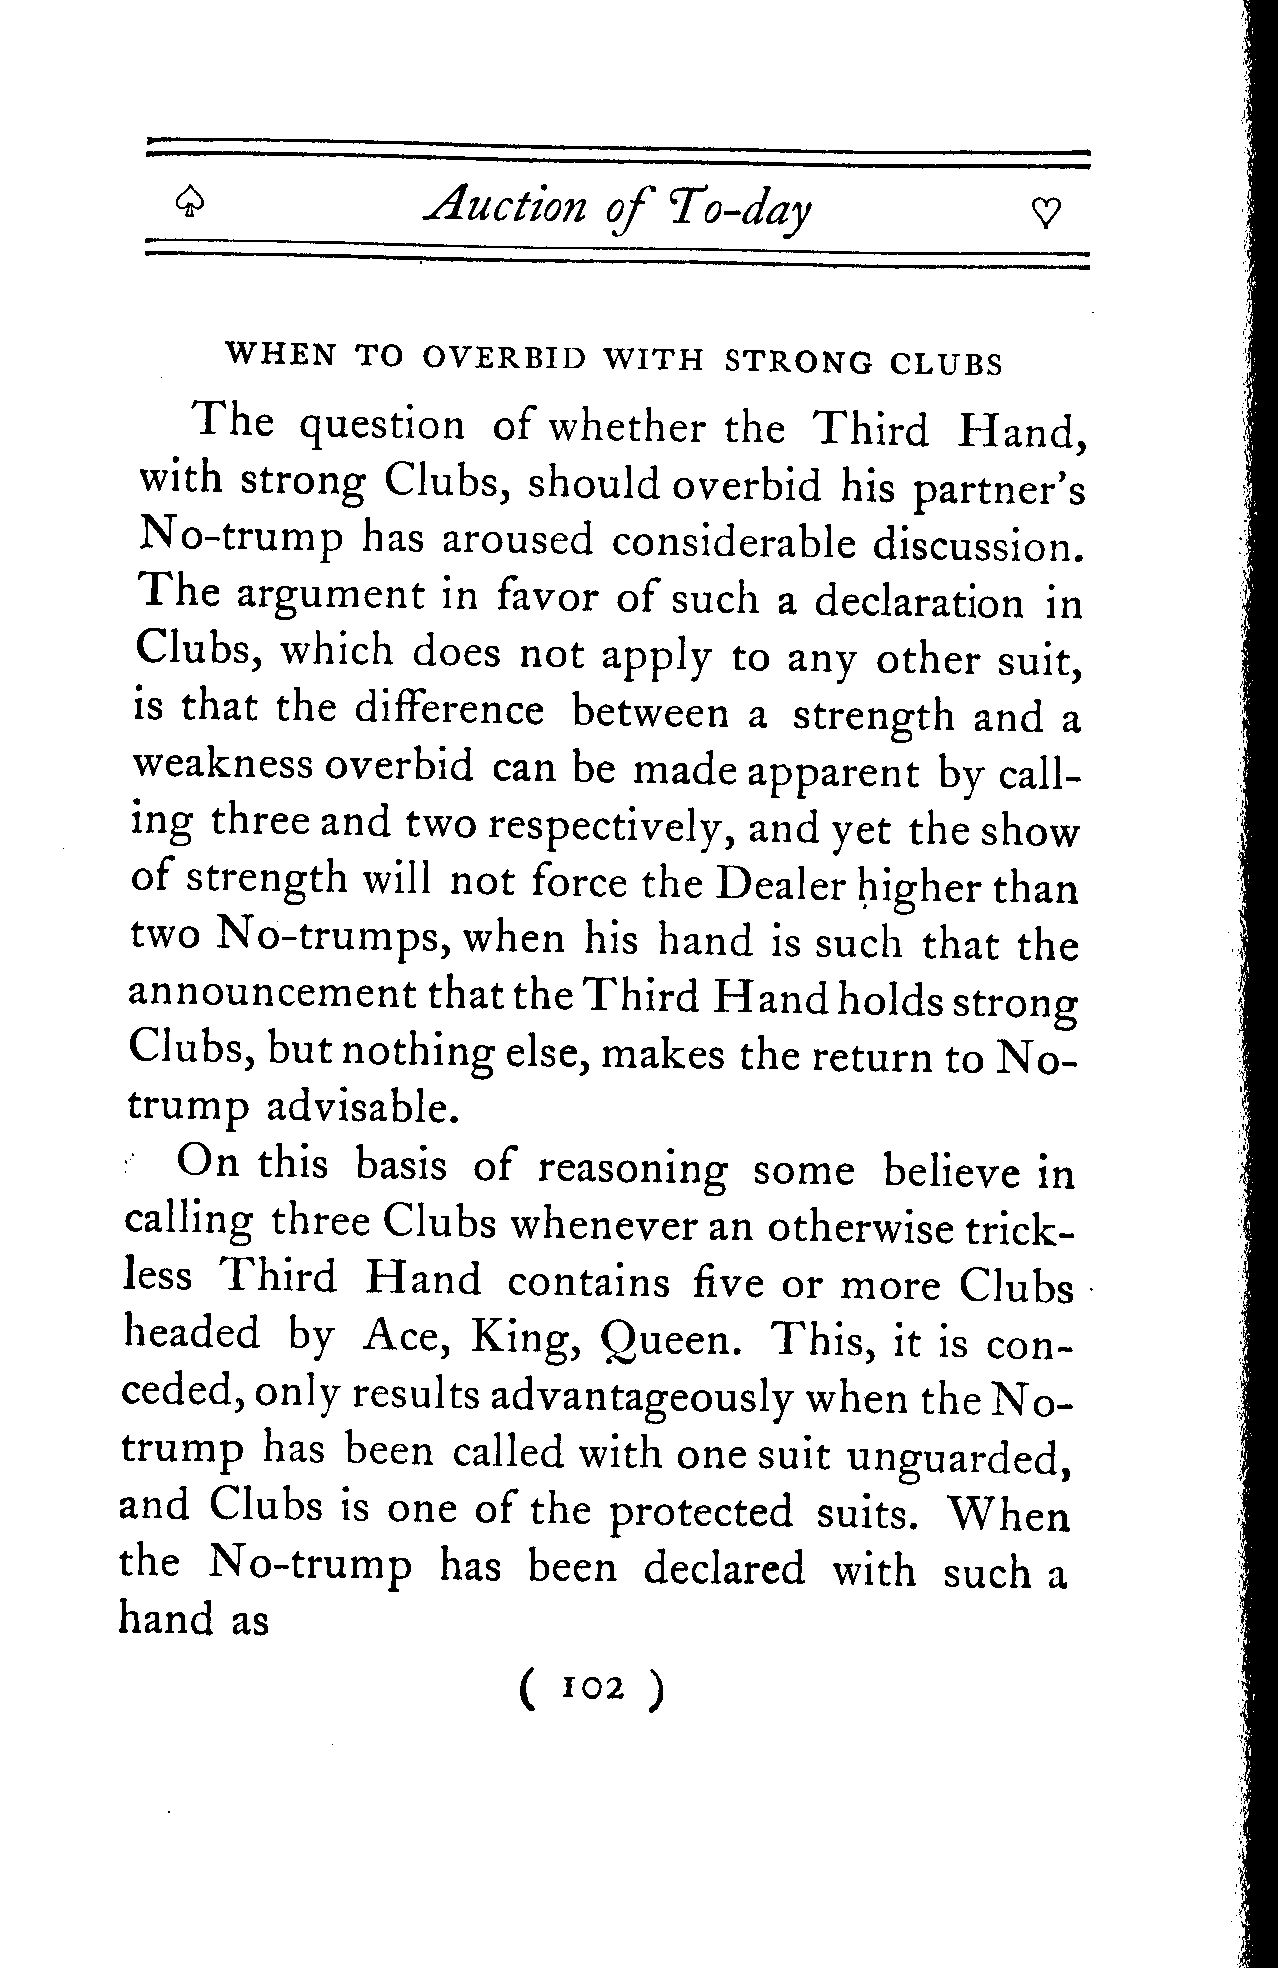 ♤ Auction of To-day ♡
WHEN TO OVERBID WITH STRONG CLUBS
The question of whether the Third Hand,
with strong Clubs, should overbid his partner's
No-trump has aroused considerable discussion.
The argument in favor of such a declaration in
Clubs, which does not apply to any other suit,
is that the difference between a strength and a
weakness overbid can be made apparent by call-
ing three and two respectively, and yet the show
of strength will not force the Dealer higher than
two No-trumps, when his hand is such that the
announcement that the Third Hand holds strong
Clubs, but nothing else, makes the return to No-
trump advisable.
On this basis of reasoning some believe in
calling three Clubs whenever an otherwise trick-
less Third Hand contains five or more Clubs
headed by Ace, King, Queen. This, it is con-
ceded, only results advantageously when the No-
trump has been called with one suit unguarded,
and Clubs is one of the protected suits. When
the No-trump has been declared with such a
hand as
( 102 )